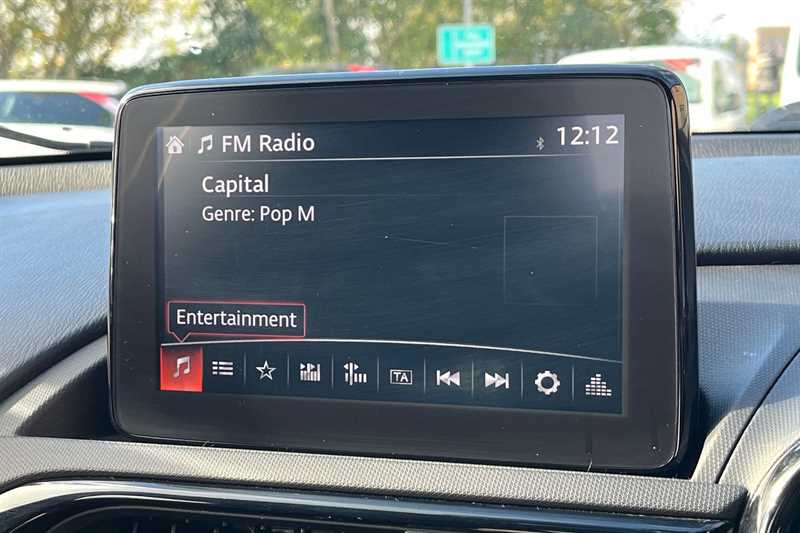 FM Radio
12:12
Capital
Genre: Pop M
Entertainment
TA